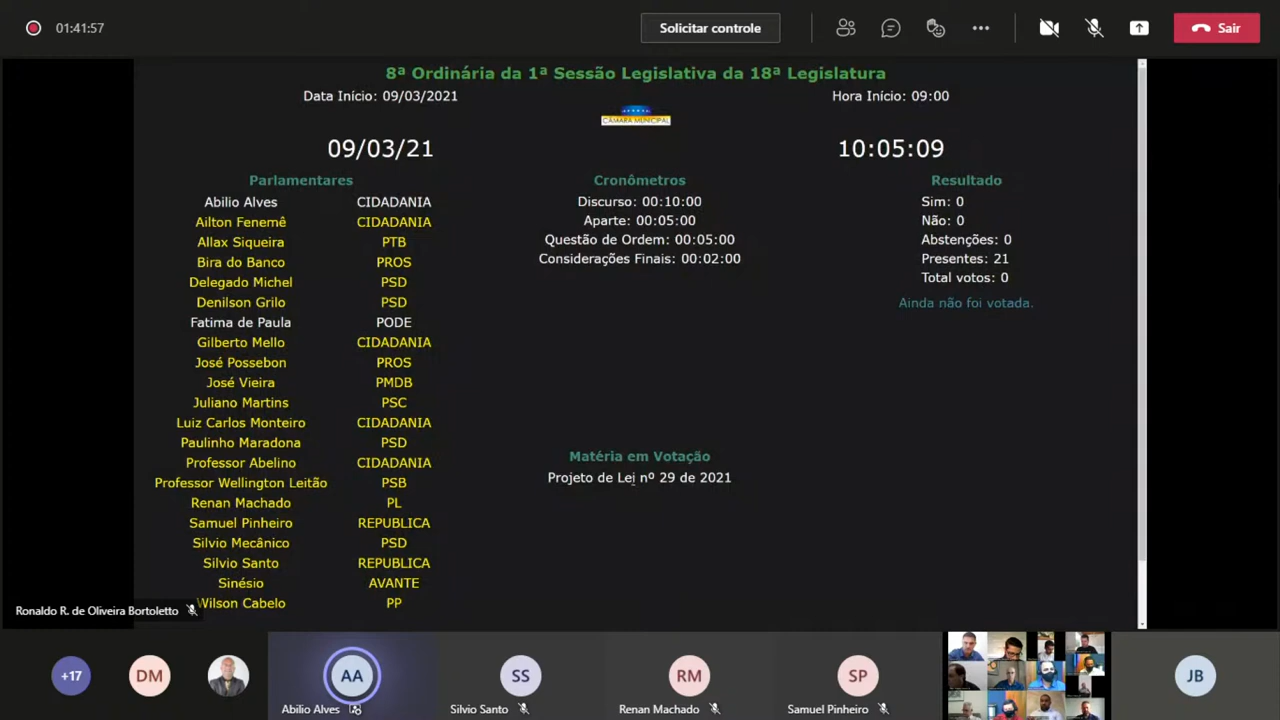 01:41:57
Solicitar controle
Sair
8ª Ordinária da 1ª Sessão Legislativa da 18ª Legislatura
Data Início: 09/03/2021
Hora Início: 09:00
CÂMARA MUNICIPAL
09/03/21
10:05:09
Parlamentares
Cronômetros
Resultado
Abilio Alves CIDADANIA
Discurso: 00:10:00
Sim: 0
Ailton Fenemê CIDADANIA
Aparte: 00:05:00
Não: 0
Allax Siqueira PTB
Questão de Ordem: 00:05:00
Abstenções: 0
Bira do Banco PROS
Considerações Finais: 00:02:00
Presentes: 21
Delegado Michel PSD
Total votos: 0
Denilson Grilo PSD
Ainda não foi votada.
Fatima de Paula PODE
Gilberto Mello CIDADANIA
José Possebon PROS
José Vieira PMDB
Juliano Martins PSC
Luiz Carlos Monteiro CIDADANIA
Paulinho Maradona PSD
Matéria em Votação
Professor Abelino CIDADANIA
Projeto de Lei nº 29 de 2021
Professor Wellington Leitão PSB
Renan Machado PL
Samuel Pinheiro REPUBLICA
Silvio Mecânico PSD
Silvio Santo REPUBLICA
Sinésio AVANTE
Wilson Cabelo PP
Ronaldo R. de Oliveira Bortoletto
+17
DM
AA
SS
RM
SP
JB
Abilio Alves
Silvio Santo
Renan Machado
Samuel Pinheiro